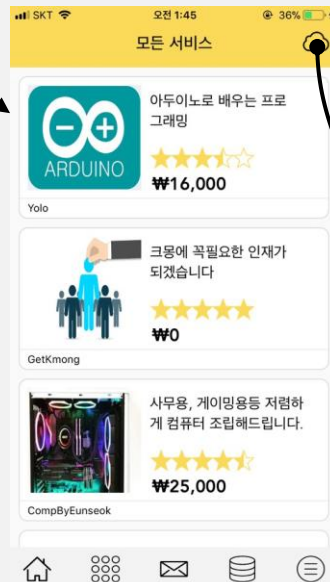 SKT 오전 1:45 36%
모든 서비스
아두이노로 배우는 프로
그래밍
ARDUINO
₩16,000
Yolo
크몽에 꼭필요한 인재가
되겠습니다
₩0
GetKmong
사무용, 게이밍용등 저렴하
게 컴퓨터 조립해드립니다.
₩25,000
CompByEunseok